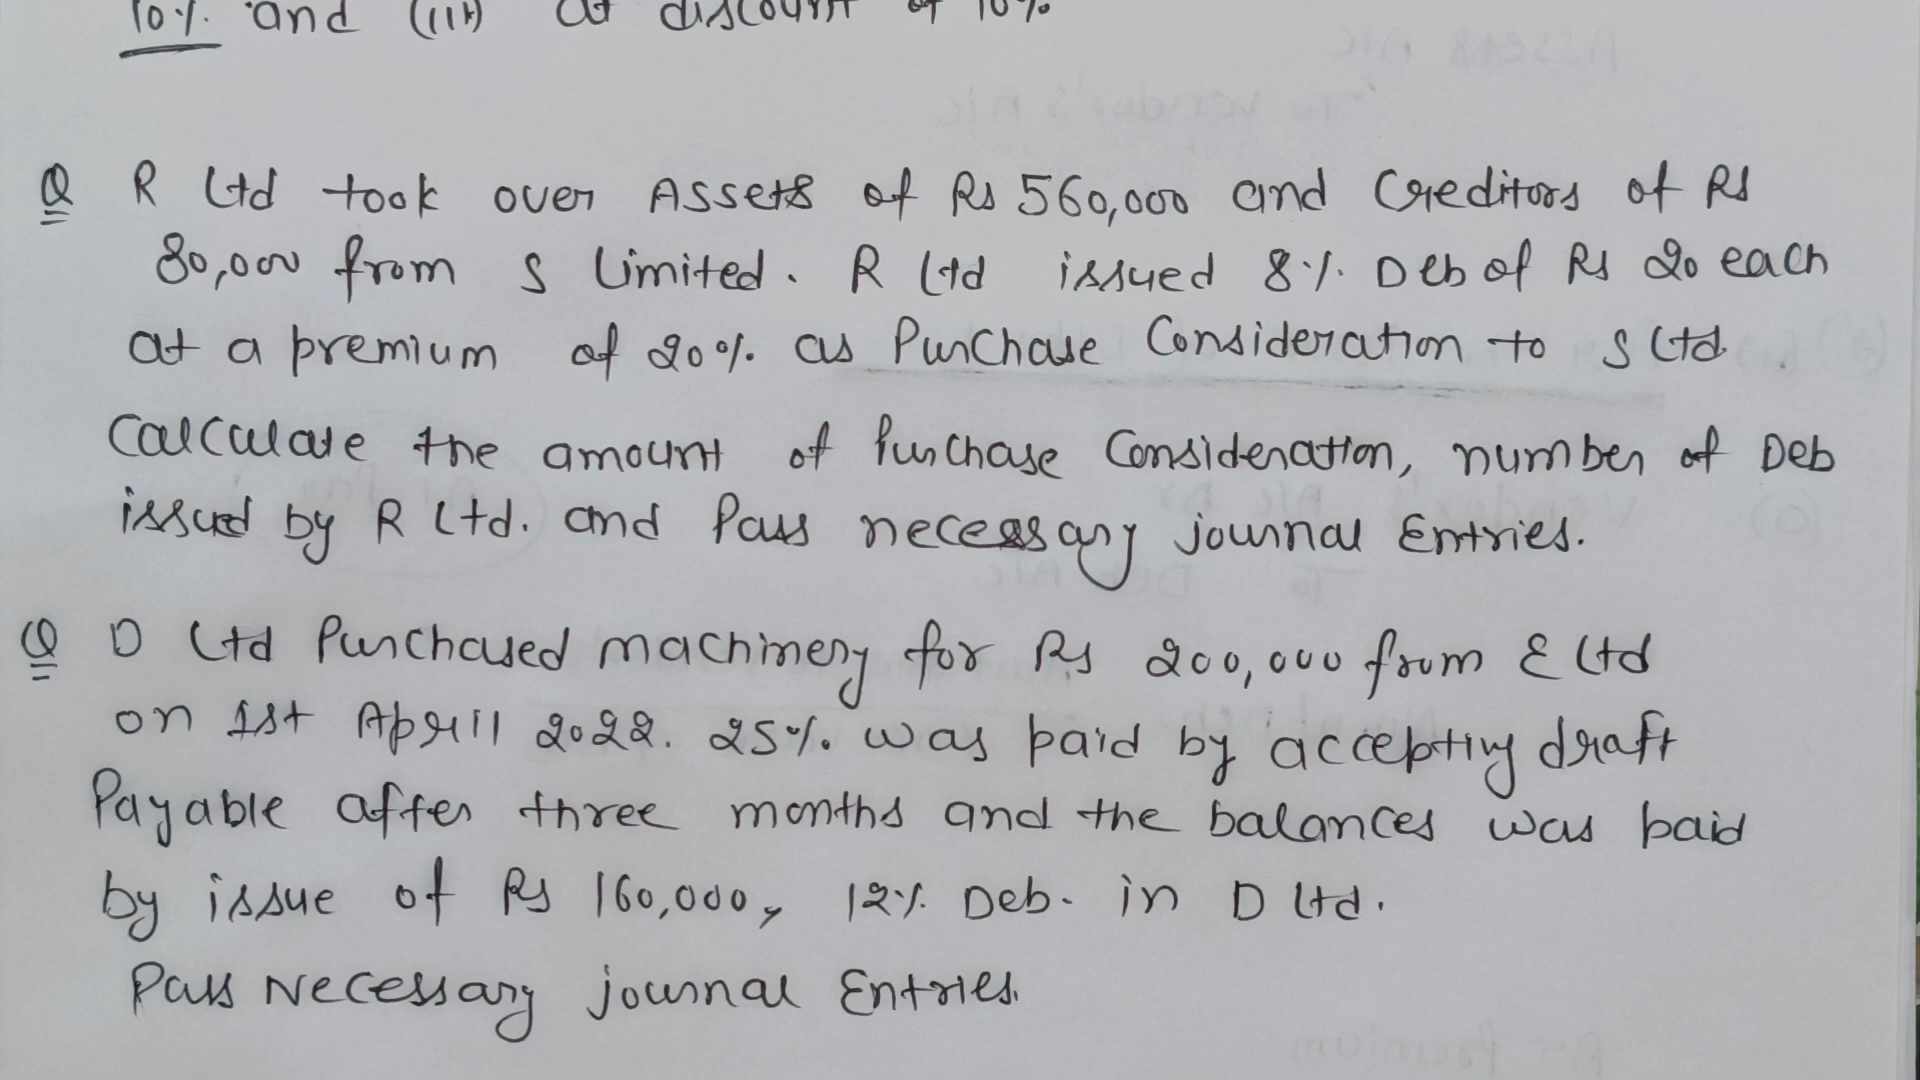 10% and (iii) at discount of 10%
Q R Ltd took over Assets of Rs 560,000 and Creditors of Rs
80,000 from S Limited. R Ltd issued 8% Deb of Rs 20 each
at a premium of 20% as Purchase Consideration to S Ltd.
Calculate the amount of Purchase Consideration, number of Deb
issued by R Ltd. and Pass necessary journal Entries.
Q D Ltd Purchased machinery for Rs 200,000 from E Ltd
on 1st April 2022. 25% was paid by accepting draft
Payable after three months and the balances was paid
by issue of Rs 160,000, 12% Deb. in D Ltd.
Pass Necessary journal Entries.